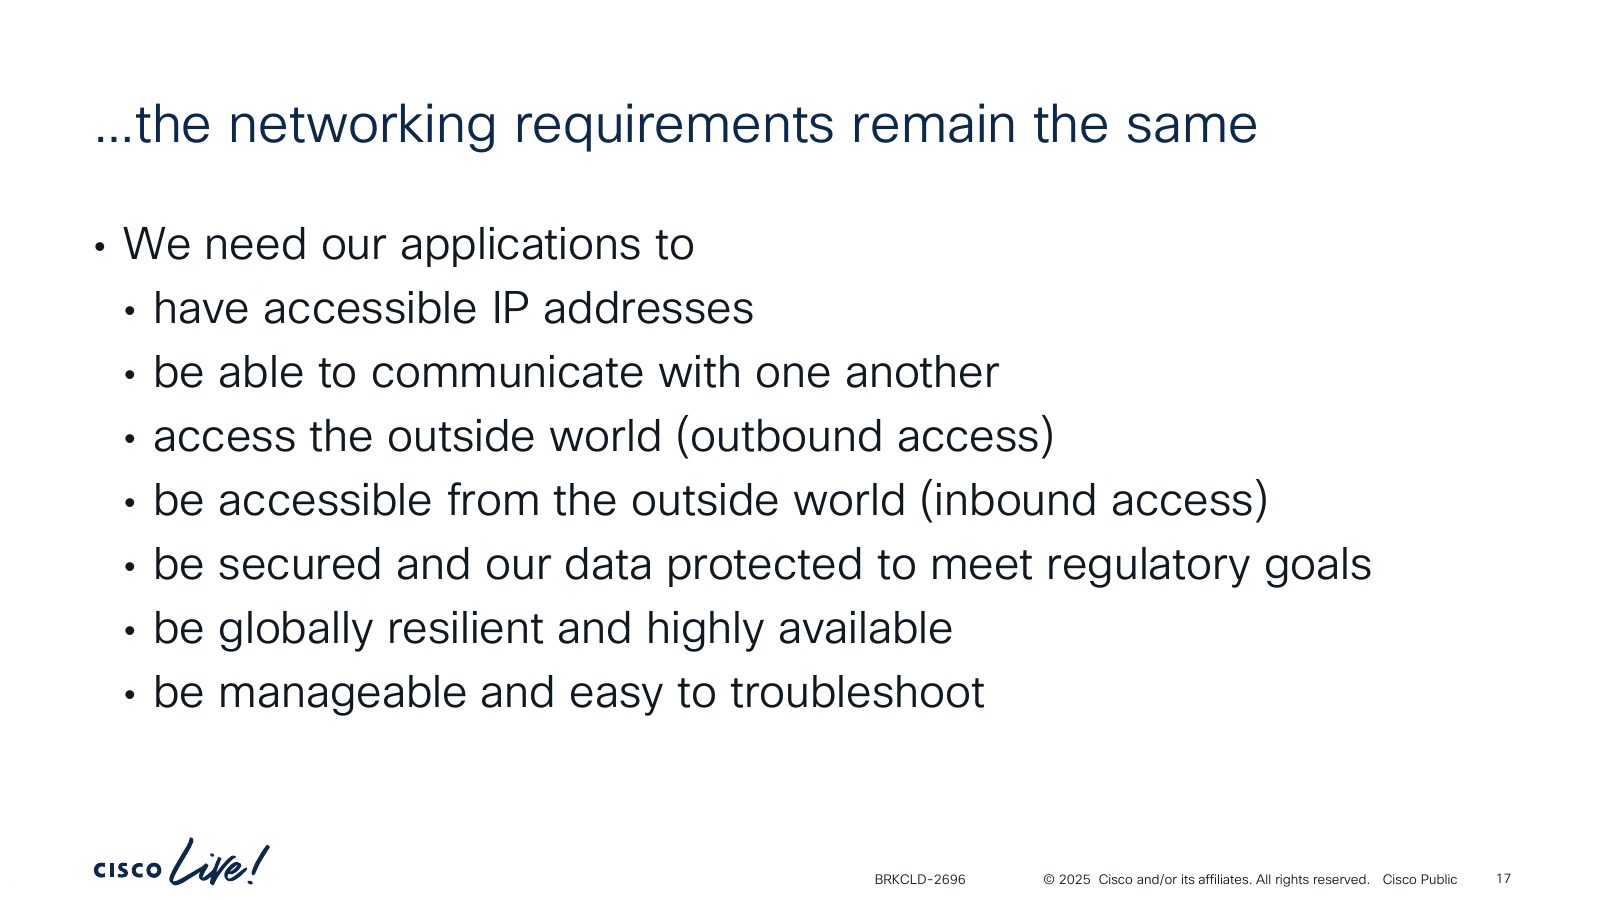 ...the networking requirements remain the same
• We need our applications to
• have accessible IP addresses
• be able to communicate with one another
• access the outside world (outbound access)
• be accessible from the outside world (inbound access)
• be secured and our data protected to meet regulatory goals
• be globally resilient and highly available
• be manageable and easy to troubleshoot
CISCO Live!
BRKCLD-2696
© 2025 Cisco and/or its affiliates. All rights reserved. Cisco Public
17